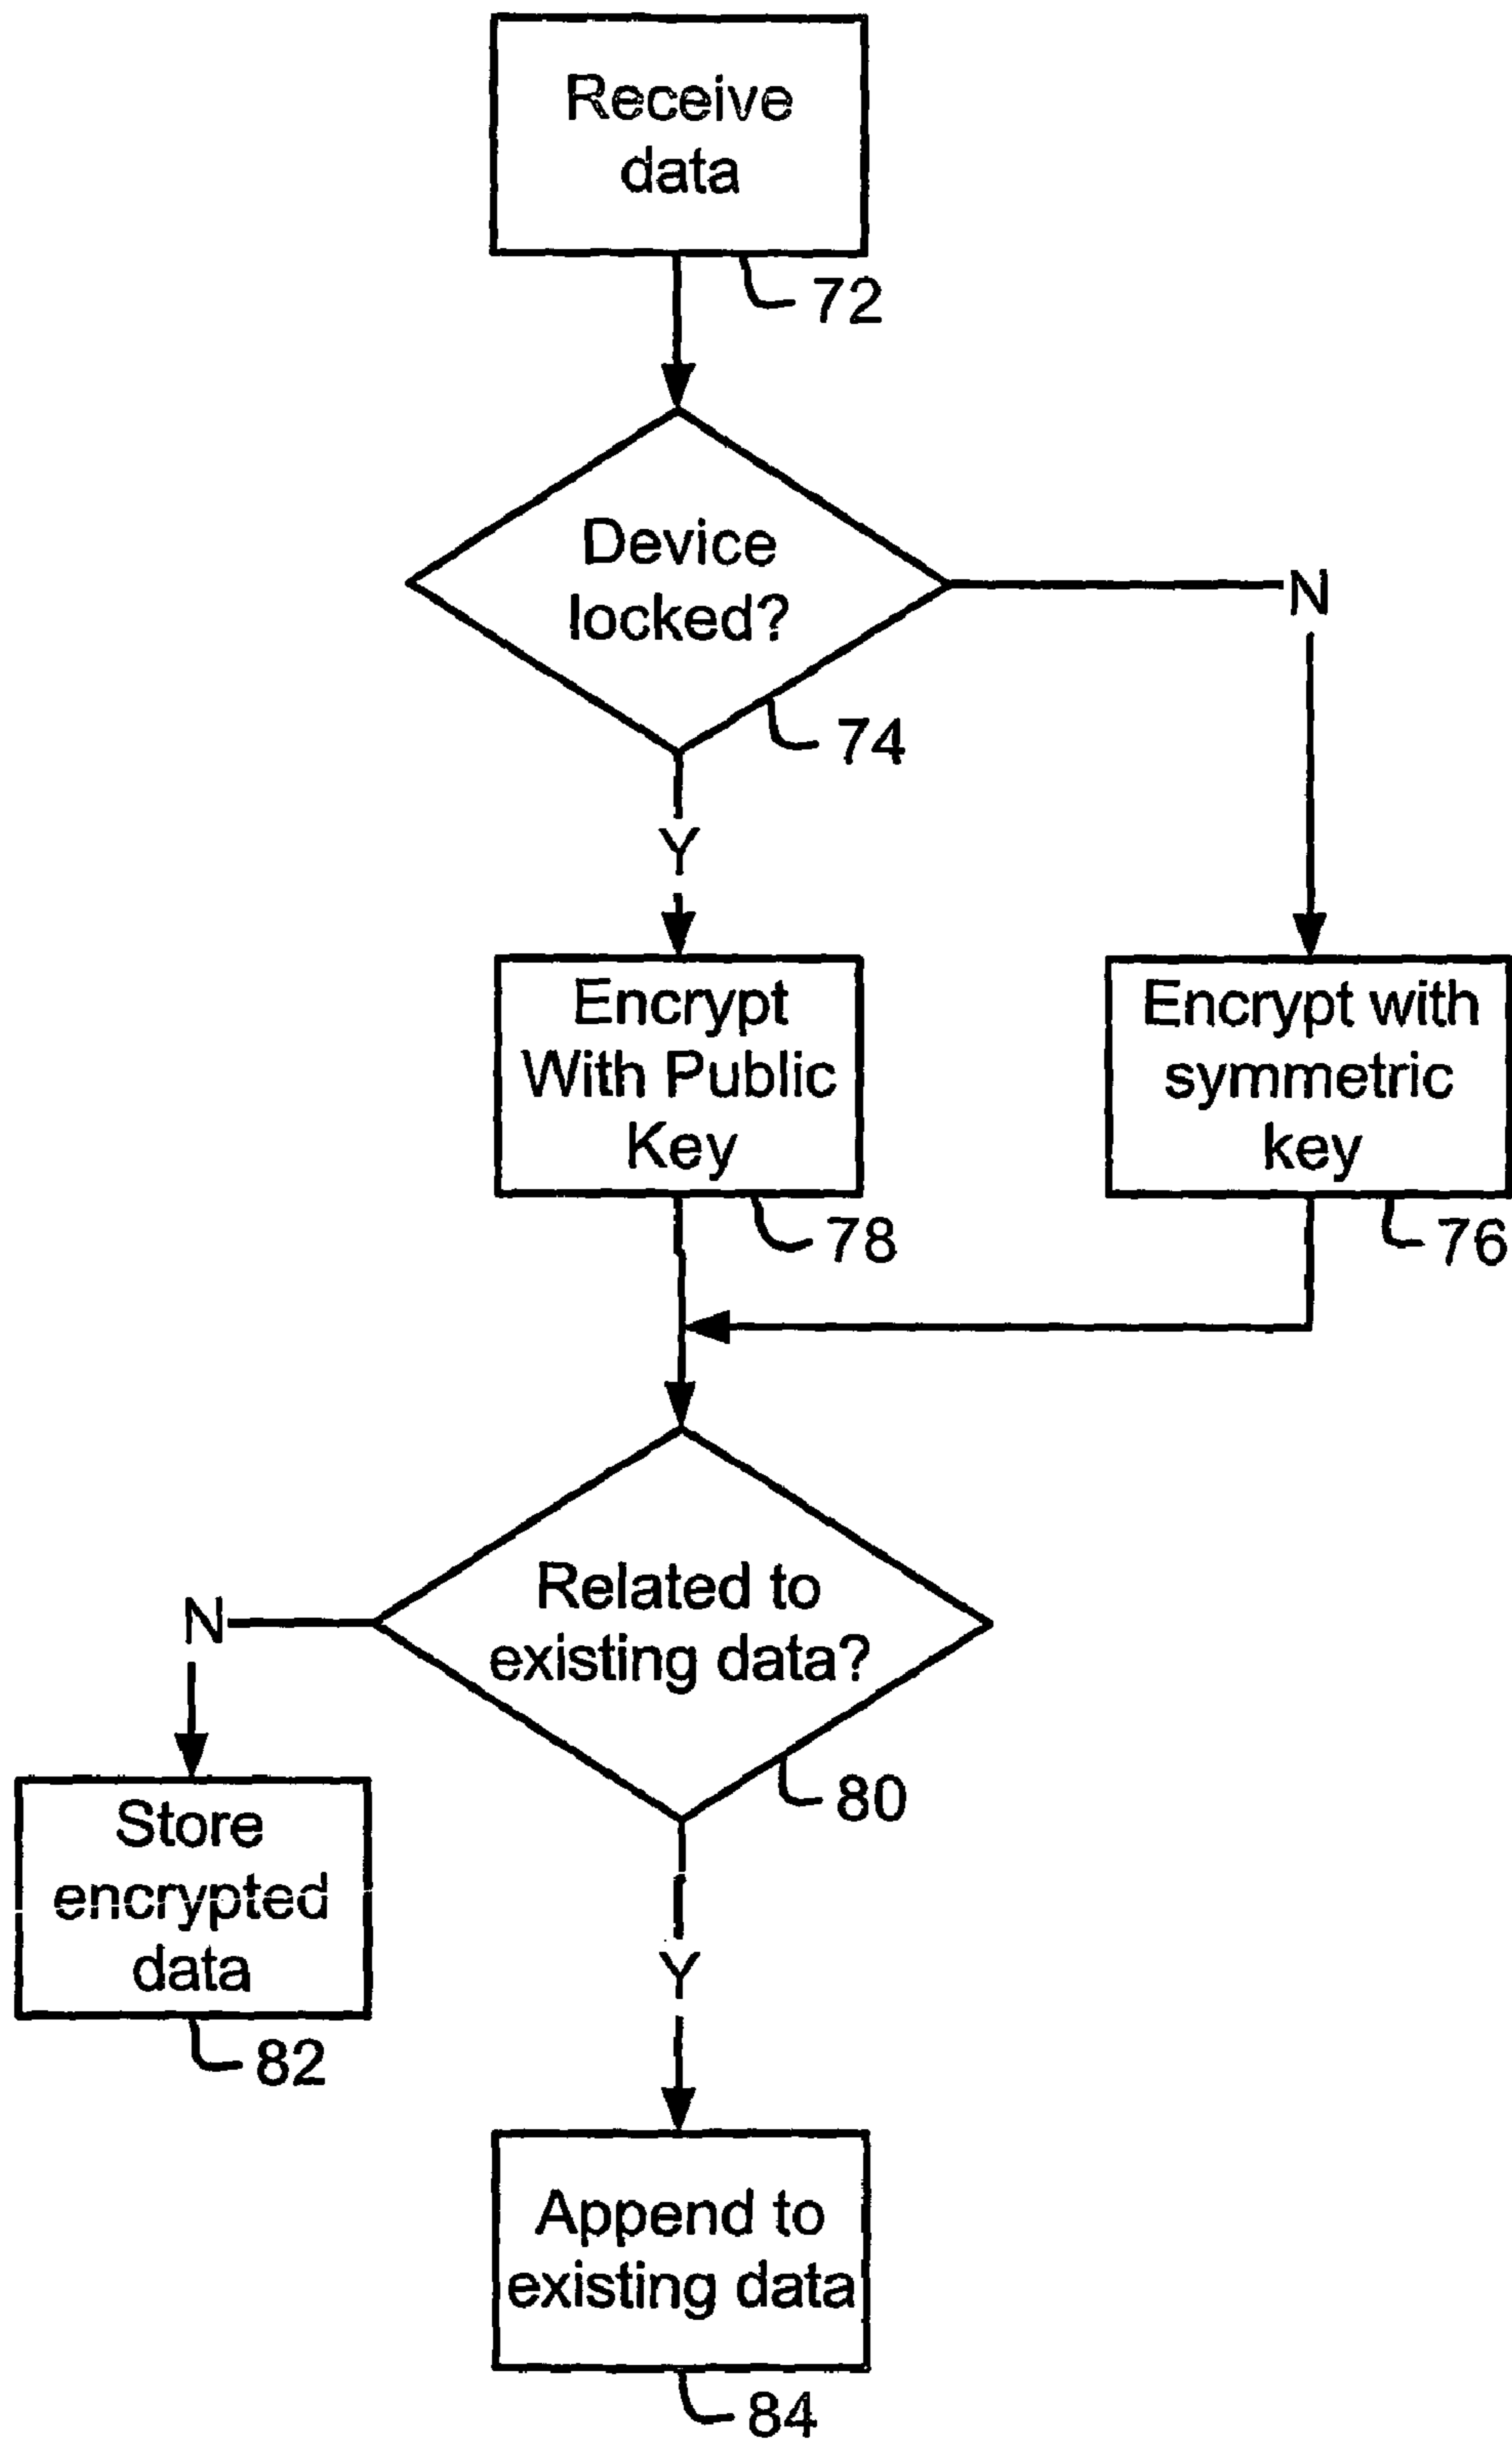 Receive
data
72
Device
locked?
N
74
Y
Encrypt
With Public
Key
Encrypt with
symmetric
key
78
76
Related to
existing data?
N
80
Store
encrypted
data
Y
82
Append to
existing data
84